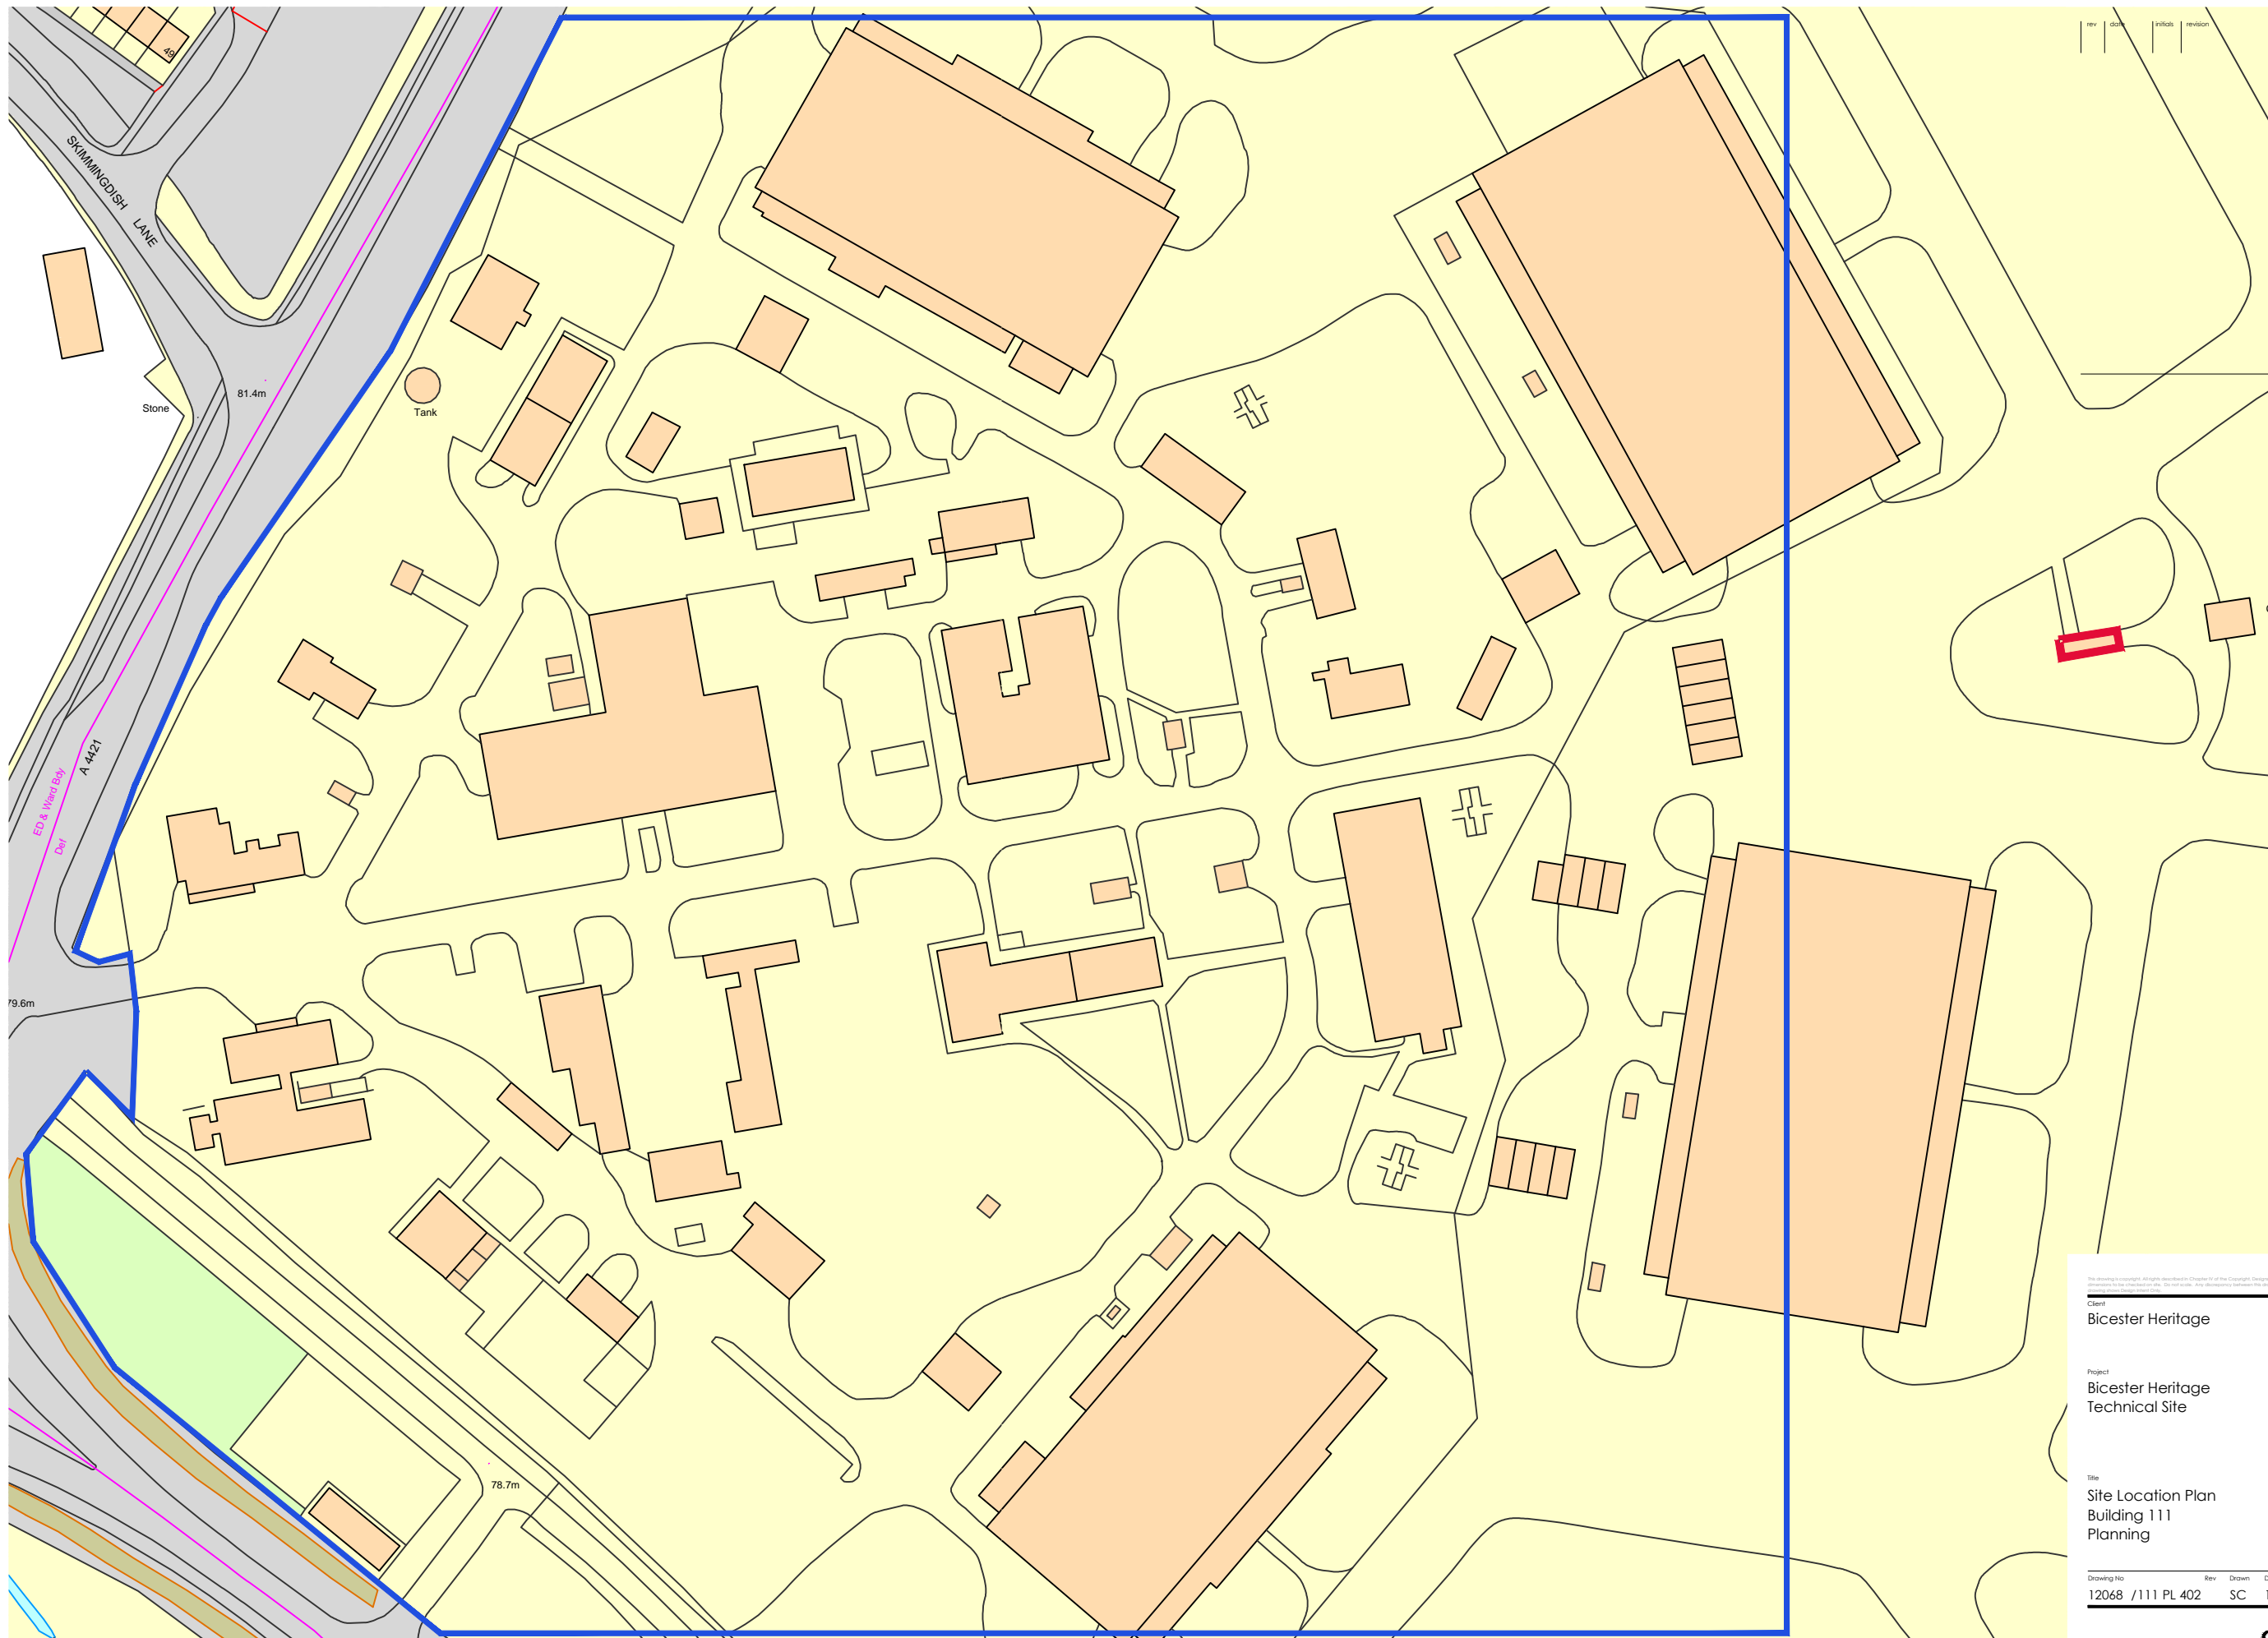 rev date initials revision
49
SKIMMINGDISH LANE
81.4m
Stone
Tank
A 4421
ED & Ward Bdy
Def
79.6m
78.7m
Client
Bicester Heritage
Project
Bicester Heritage
Technical Site
Title
Site Location Plan
Building 111
Planning
Drawing No Rev Drawn
12068 /111 PL 402 SC